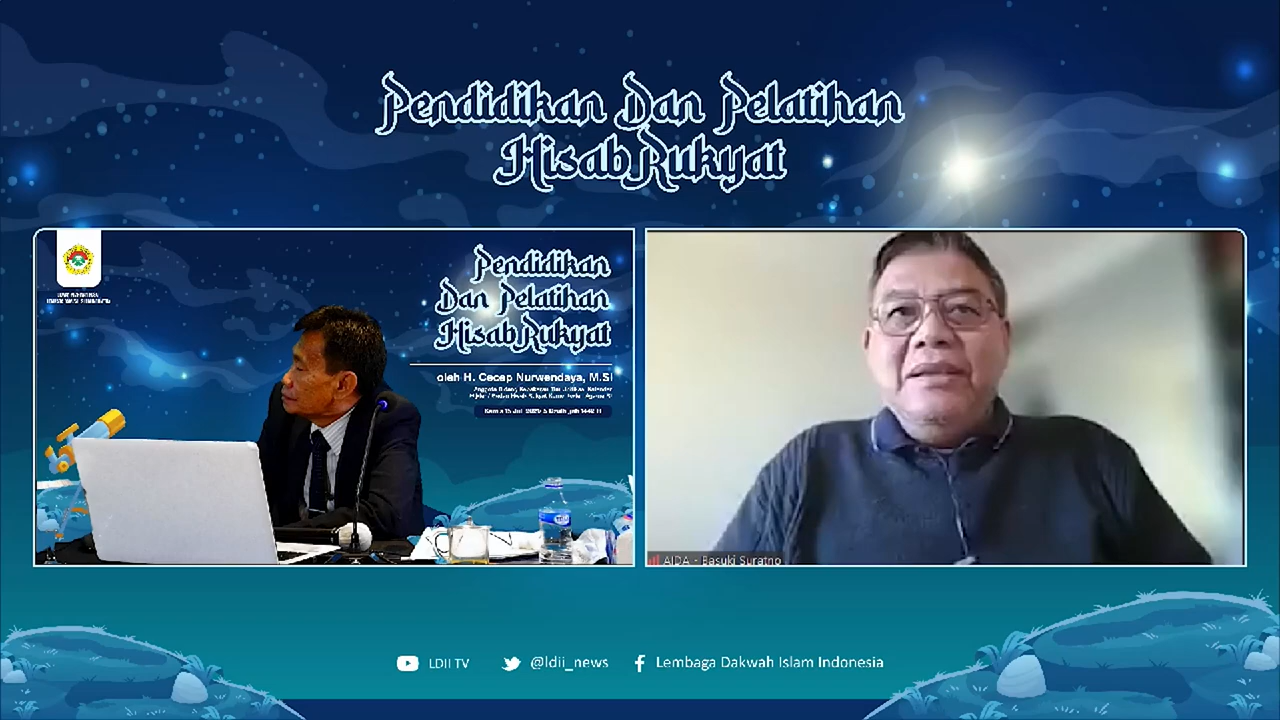 Pendidikan Dan Pelatihan
Hisab Rukyat
Pendidikan
Dan Pelatihan
Hisab Rukyat
oleh H. Cecep Nurwendaya, M.Si
AIDA - Basuki Suratno
LDII TV
@ldii_news
Lembaga Dakwah Islam Indonesia